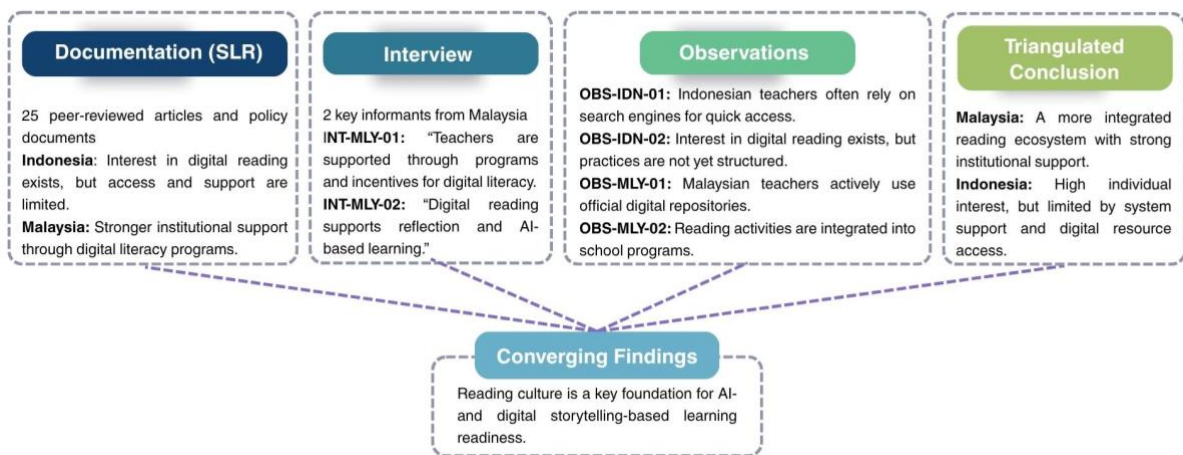 Documentation (SLR)
25 peer-reviewed articles and policy
documents
Indonesia: Interest in digital reading
exists, but access and support are
limited.
Malaysia: Stronger institutional support
through digital literacy programs.
Interview
2 key informants from Malaysia
INT-MLY-01: “Teachers are
supported through programs
and incentives for digital literacy.
INT-MLY-02: “Digital reading
supports reflection and AI-
based learning.”
Observations
OBS-IDN-01: Indonesian teachers often rely on
search engines for quick access.
OBS-IDN-02: Interest in digital reading exists, but
practices are not yet structured.
OBS-MLY-01: Malaysian teachers actively use
official digital repositories.
OBS-MLY-02: Reading activities are integrated into
school programs.
Triangulated
Conclusion
Malaysia: A more integrated
reading ecosystem with strong
institutional support.
Indonesia: High individual
interest, but limited by system
support and digital resource
access.
Converging Findings
Reading culture is a key foundation for AI-
and digital storytelling-based learning
readiness.